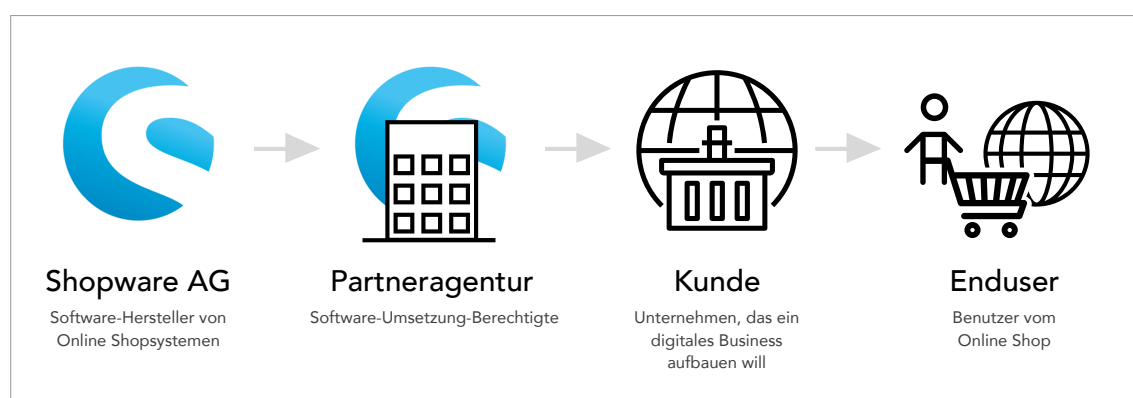 Shopware AG
Software-Hersteller von
Online Shopsystemen
Partneragentur
Software-Umsetzung-Berechtigte
Kunde
Unternehmen, das ein
digitales Business
aufbauen will
Enduser
Benutzer vom
Online Shop